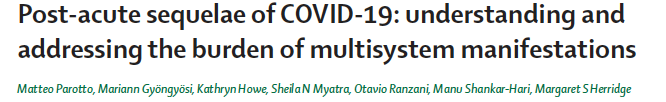 Post-acute sequelae of COVID-19: understanding and
addressing the burden of multisystem manifestations
Matteo Parotto, Mariann Gyöngyösi, Kathryn Howe, Sheila N Myatra, Otavio Ranzani, Manu Shankar-Hari, Margaret S Herridge